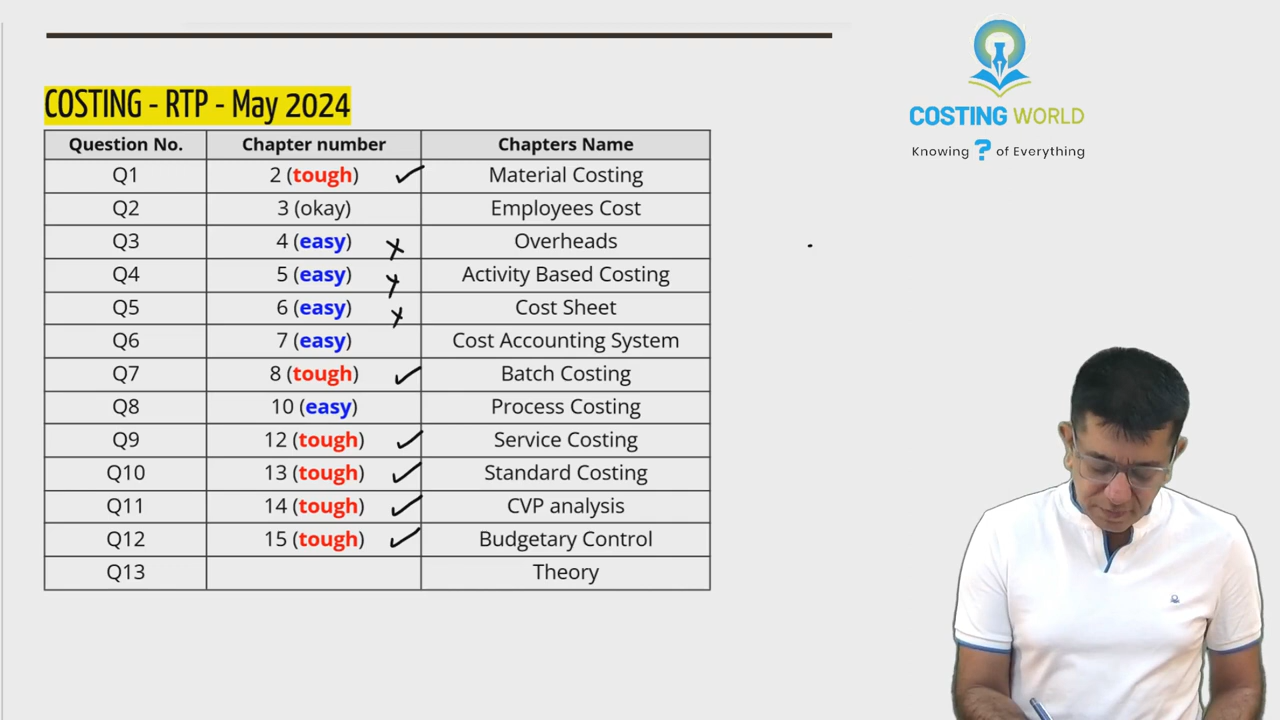 COSTING - RTP - May 2024
COSTING WORLD
Knowing ? of Everything
Question No. Chapter number Chapters Name
Q1 2 (tough) Material Costing
Q2 3 (okay) Employees Cost
Q3 4 (easy) Overheads
Q4 5 (easy) Activity Based Costing
Q5 6 (easy) Cost Sheet
Q6 7 (easy) Cost Accounting System
Q7 8 (tough) Batch Costing
Q8 10 (easy) Process Costing
Q9 12 (tough) Service Costing
Q10 13 (tough) Standard Costing
Q11 14 (tough) CVP analysis
Q12 15 (tough) Budgetary Control
Q13 Theory